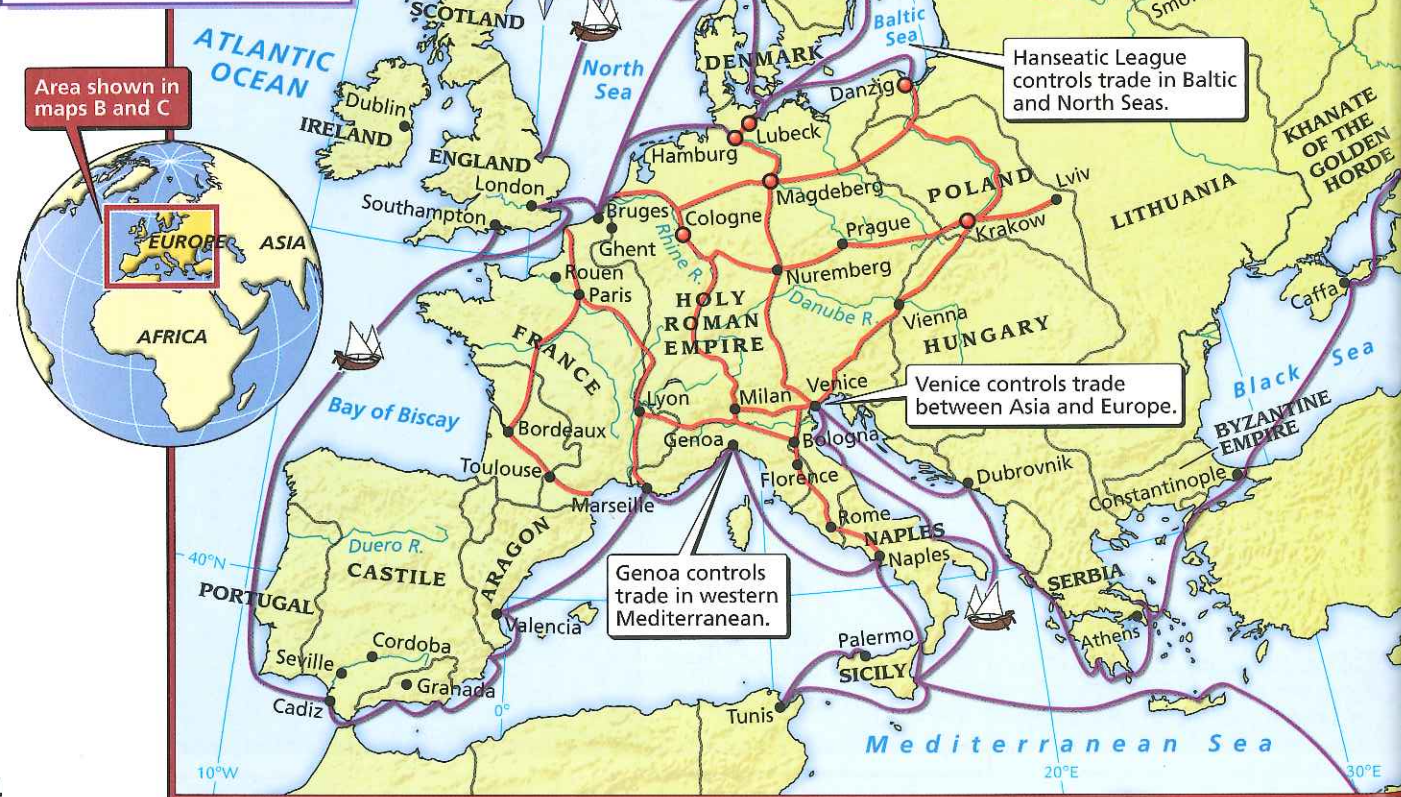 SCOTLAND
ATLANTIC
OCEAN
North
Sea
Baltic
Sea
DENMARK
Danzig
Hanseatic League
controls trade in Baltic
and North Seas.
Area shown in
maps B and C
Dublin
IRELAND
ENGLAND
London
Southampton
Lubeck
Hamburg
Magdeberg
POLAND
Lviv
LITHUANIA
KHANATE
OF THE
GOLDEN
HORDE
Bruges
Cologne
Ghent
Rhine R.
Prague
Krakow
Nuremberg
EUROPE
ASIA
AFRICA
Rouen
Paris
HOLY
ROMAN
EMPIRE
Danube R.
Vienna
HUNGARY
Caffa
FRANCE
Venice
Venice controls trade
between Asia and Europe.
Black Sea
BYZANTINE
EMPIRE
Bay of Biscay
Lyon
Milan
Bordeaux
Genoa
Bologna
Toulouse
Florence
Marseille
Dubrovnik
Constantinople
Rome
NAPLES
Naples
40°N
Duero R.
CASTILE
ARAGON
PORTUGAL
Genoa controls
trade in western
Mediterranean.
SERBIA
Valencia
Athens
Palermo
SICILY
Cordoba
Seville
Granada
Cadiz
0°
Tunis
Mediterranean Sea
10°W
20°E
30°E